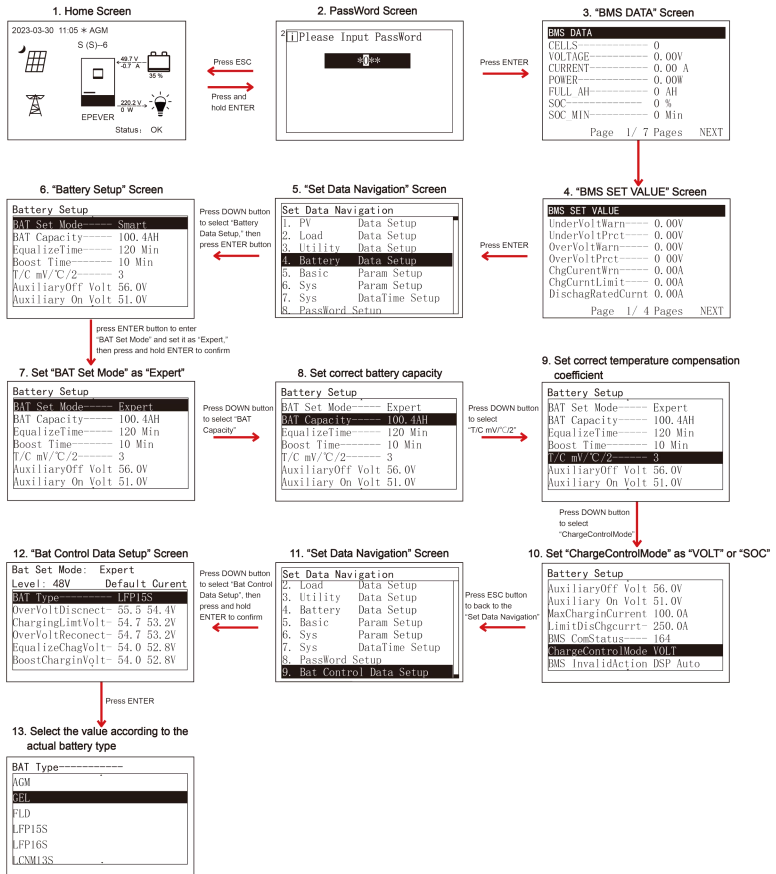 1. Home Screen
2023-03-30 11:05 ☀ AGM
S (S)--6
49.7 V
-0.7 A
35 %
220.2 V
0 W
EPEVER
Status: OK
Press ESC
Press and
hold ENTER
2. PassWord Screen
2 i Please Input PassWord
*0**
Press ENTER
3. “BMS DATA” Screen
BMS DATA
CELLS--------------- 0
VOLTAGE------------- 0.00V
CURRENT------------- 0.00 A
POWER--------------- 0.00W
FULL AH------------- 0 AH
SOC----------------- 0 %
SOC_MIN------------- 0 Min
Page 1/ 7 Pages NEXT
4. “BMS SET VALUE” Screen
BMS SET VALUE
UnderVoltWarn---- 0.00V
UnderVoltPrct---- 0.00V
OverVoltWarn----- 0.00V
OverVoltPrct----- 0.00V
ChgCurentWrn----- 0.00A
ChgCurntLimit---- 0.00A
DischagRatedCurnt 0.00A
Page 1/ 4 Pages NEXT
Press ENTER
5. “Set Data Navigation” Screen
Set Data Navigation
1. PV Data Setup
2. Load Data Setup
3. Utility Data Setup
4. Battery Data Setup
5. Basic Param Setup
6. Sys Param Setup
7. Sys DataTime Setup
8. PassWord Setup
Press DOWN button
to select “Battery
Data Setup,” then
press ENTER button
6. “Battery Setup” Screen
Battery Setup
BAT Set Mode----- Smart
BAT Capacity----- 100.4AH
EqualizeTime----- 120 Min
Boost Time------- 10 Min
T/C mV/℃/2------- 3
AuxiliaryOff Volt 56.0V
Auxiliary On Volt 51.0V
press ENTER button to enter
“BAT Set Mode” and set it as “Expert,”
then press and hold ENTER to confirm
7. Set “BAT Set Mode” as “Expert”
Battery Setup
BAT Set Mode----- Expert
BAT Capacity----- 100.4AH
EqualizeTime----- 120 Min
Boost Time------- 10 Min
T/C mV/℃/2------- 3
AuxiliaryOff Volt 56.0V
Auxiliary On Volt 51.0V
Press DOWN button
to select “BAT
Capacity”
8. Set correct battery capacity
Battery Setup
BAT Set Mode----- Expert
BAT Capacity----- 100.4AH
EqualizeTime----- 120 Min
Boost Time------- 10 Min
T/C mV/℃/2------- 3
AuxiliaryOff Volt 56.0V
Auxiliary On Volt 51.0V
Press DOWN button
to select
“T/C mV/℃/2”
9. Set correct temperature compensation
coefficient
Battery Setup
BAT Set Mode----- Expert
BAT Capacity----- 100.4AH
EqualizeTime----- 120 Min
Boost Time------- 10 Min
T/C mV/℃/2------- 3
AuxiliaryOff Volt 56.0V
Auxiliary On Volt 51.0V
Press DOWN button
to select
“ChargeControlMode”
10. Set “ChargeControlMode” as “VOLT” or “SOC”
Battery Setup
AuxiliaryOff Volt 56.0V
Auxiliary On Volt 51.0V
MaxCharginCurrent 100.0A
LimitDisChgcurrt- 250.0A
BMS ComStatus---- 164
ChargeControlMode VOLT
BMS InvalidAction DSP Auto
Press ESC button
to back to the
“Set Data Navigation”
11. “Set Data Navigation” Screen
Set Data Navigation
2. Load Data Setup
3. Utility Data Setup
4. Battery Data Setup
5. Basic Param Setup
6. Sys Param Setup
7. Sys DataTime Setup
8. PassWord Setup
9. Bat Control Data Setup
Press DOWN button
to select “Bat Control
Data Setup”, then
press and hold
ENTER to confirm
12. “Bat Control Data Setup” Screen
Bat Set Mode: Expert
Level: 48V Default Curent
BAT Type--------- LFP15S
OverVoltDiscnect- 55.5 54.4V
ChargingLimtVolt- 54.7 53.2V
OverVoltReconect- 54.7 53.2V
EqualizeChagVolt- 54.0 52.8V
BoostCharginVolt- 54.0 52.8V
Press ENTER
13. Select the value according to the
actual battery type
BAT Type-----------
AGM
GEL
FLD
LFP15S
LFP16S
LCNM13S